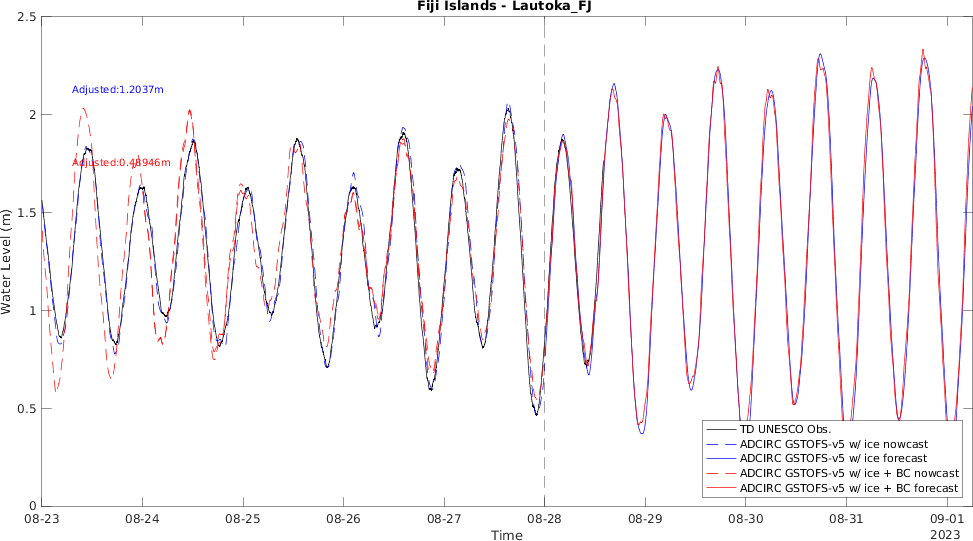 Fiji Islands - Lautoka_FJ
2.5
Adjusted:1.2037m
2
Adjusted:0.48946m
1.5
Water Level (m)
1
0.5
TD UNESCO Obs.
ADCIRC GSTOFS-v5 w/ ice nowcast
ADCIRC GSTOFS-v5 w/ ice forecast
ADCIRC GSTOFS-v5 w/ ice + BC nowcast
ADCIRC GSTOFS-v5 w/ ice + BC forecast
0
08-23 08-24 08-25 08-26 08-27 08-28 08-29 08-30 08-31 09-01
Time 2023